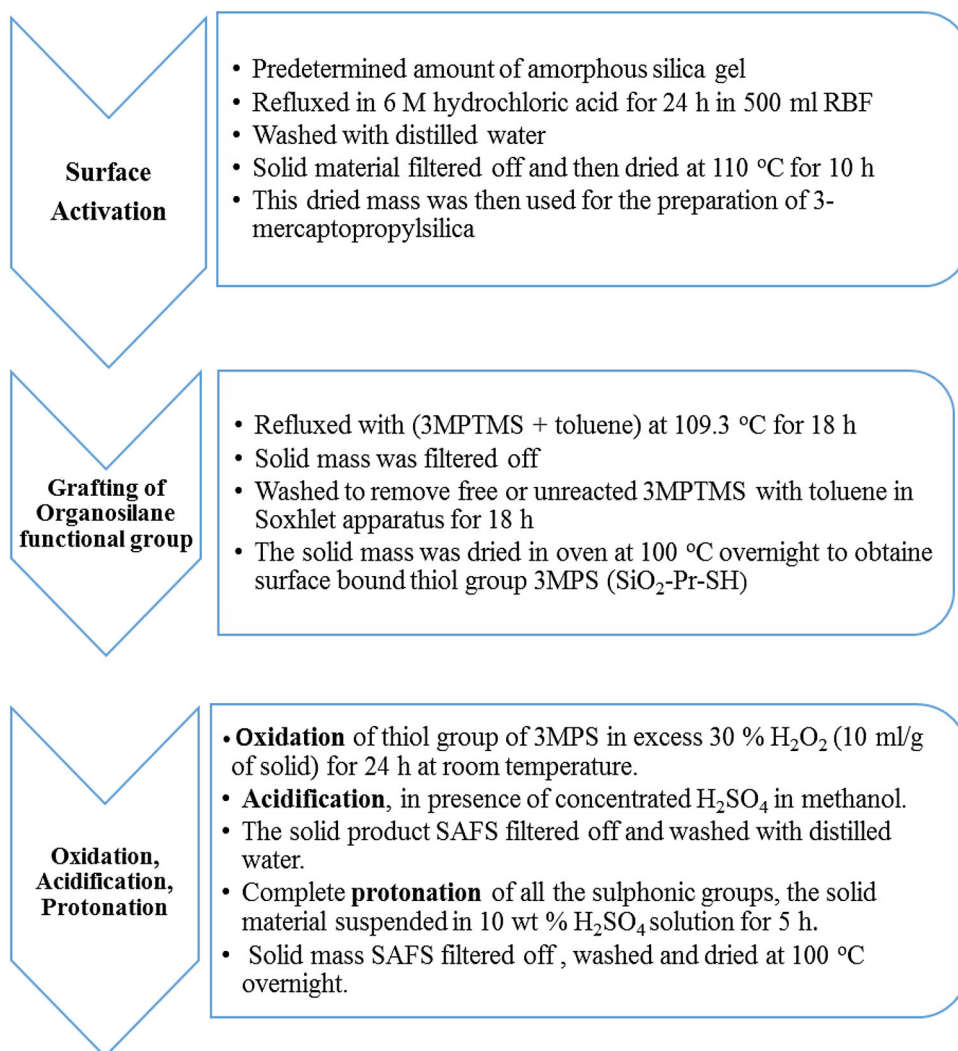 Surface
Activation
• Predetermined amount of amorphous silica gel
• Refluxed in 6 M hydrochloric acid for 24 h in 500 ml RBF
• Washed with distilled water
• Solid material filtered off and then dried at 110 °C for 10 h
• This dried mass was then used for the preparation of 3-
mercaptopropylsilica
Grafting of
Organosilane
functional group
• Refluxed with (3MPTMS + toluene) at 109.3 °C for 18 h
• Solid mass was filtered off
• Washed to remove free or unreacted 3MPTMS with toluene in
Soxhlet apparatus for 18 h
• The solid mass was dried in oven at 100 °C overnight to obtaine
surface bound thiol group 3MPS (SiO₂-Pr-SH)
Oxidation,
Acidification,
Protonation
• Oxidation of thiol group of 3MPS in excess 30 % H₂O₂ (10 ml/g
of solid) for 24 h at room temperature.
• Acidification, in presence of concentrated H₂SO₄ in methanol.
• The solid product SAFS filtered off and washed with distilled
water.
• Complete protonation of all the sulphonic groups, the solid
material suspended in 10 wt % H₂SO₄ solution for 5 h.
• Solid mass SAFS filtered off , washed and dried at 100 °C
overnight.